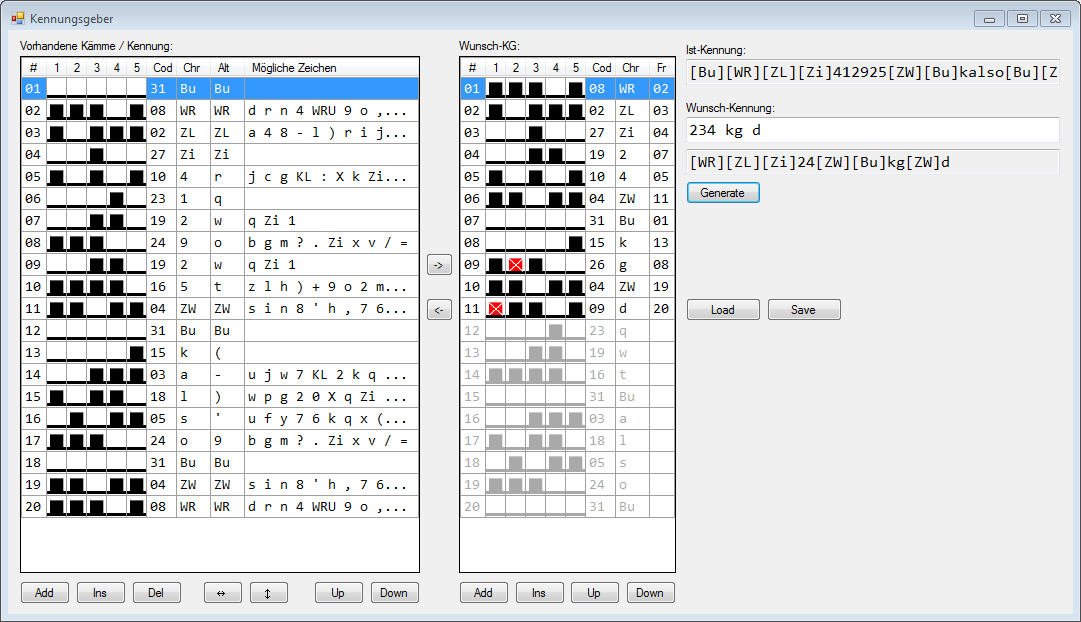 Kennungsgeber
Vorhandene Kämme / Kennung:
# 1 2 3 4 5 Cod Chr Alt Mögliche Zeichen
01 31 Bu Bu
02 08 WR WR d r n 4 WRU 9 o ,...
03 02 ZL ZL a 4 8 - l ) r i j...
04 27 Zi Zi
05 10 4 r j c g KL : X k Zi...
06 23 1 q
07 19 2 w q Zi 1
08 24 9 o b g m ? . Zi x v / =
09 19 2 w q Zi 1
10 16 5 t z l h ) + 9 o 2 m...
11 04 ZW ZW s i n 8 ' h , 7 6...
12 31 Bu Bu
13 15 k (
14 03 a - u j w 7 KL 2 k q ...
15 18 l ) w p g 2 0 X q Zi ...
16 05 s ' u f y 7 6 k q x (...
17 24 o 9 b g m ? . Zi x v / =
18 31 Bu Bu
19 04 ZW ZW s i n 8 ' h , 7 6...
20 08 WR WR d r n 4 WRU 9 o ,...
Add Ins Del ↔ ↕ Up Down
->
<-
Wunsch-KG:
# 1 2 3 4 5 Cod Chr Fr
01 08 WR 02
02 02 ZL 03
03 27 Zi 04
04 19 2 07
05 10 4 05
06 04 ZW 11
07 31 Bu 01
08 15 k 13
09 26 g 08
10 04 ZW 19
11 09 d 20
12 23 q
13 19 w
14 16 t
15 31 Bu
16 03 a
17 18 l
18 05 s
19 24 o
20 31 Bu
Add Ins Up Down
Ist-Kennung:
[Bu][WR][ZL][Zi]412925[ZW][Bu]kalso[Bu][Z
Wunsch-Kennung:
234 kg d
[WR][ZL][Zi]24[ZW][Bu]kg[ZW]d
Generate
Load Save